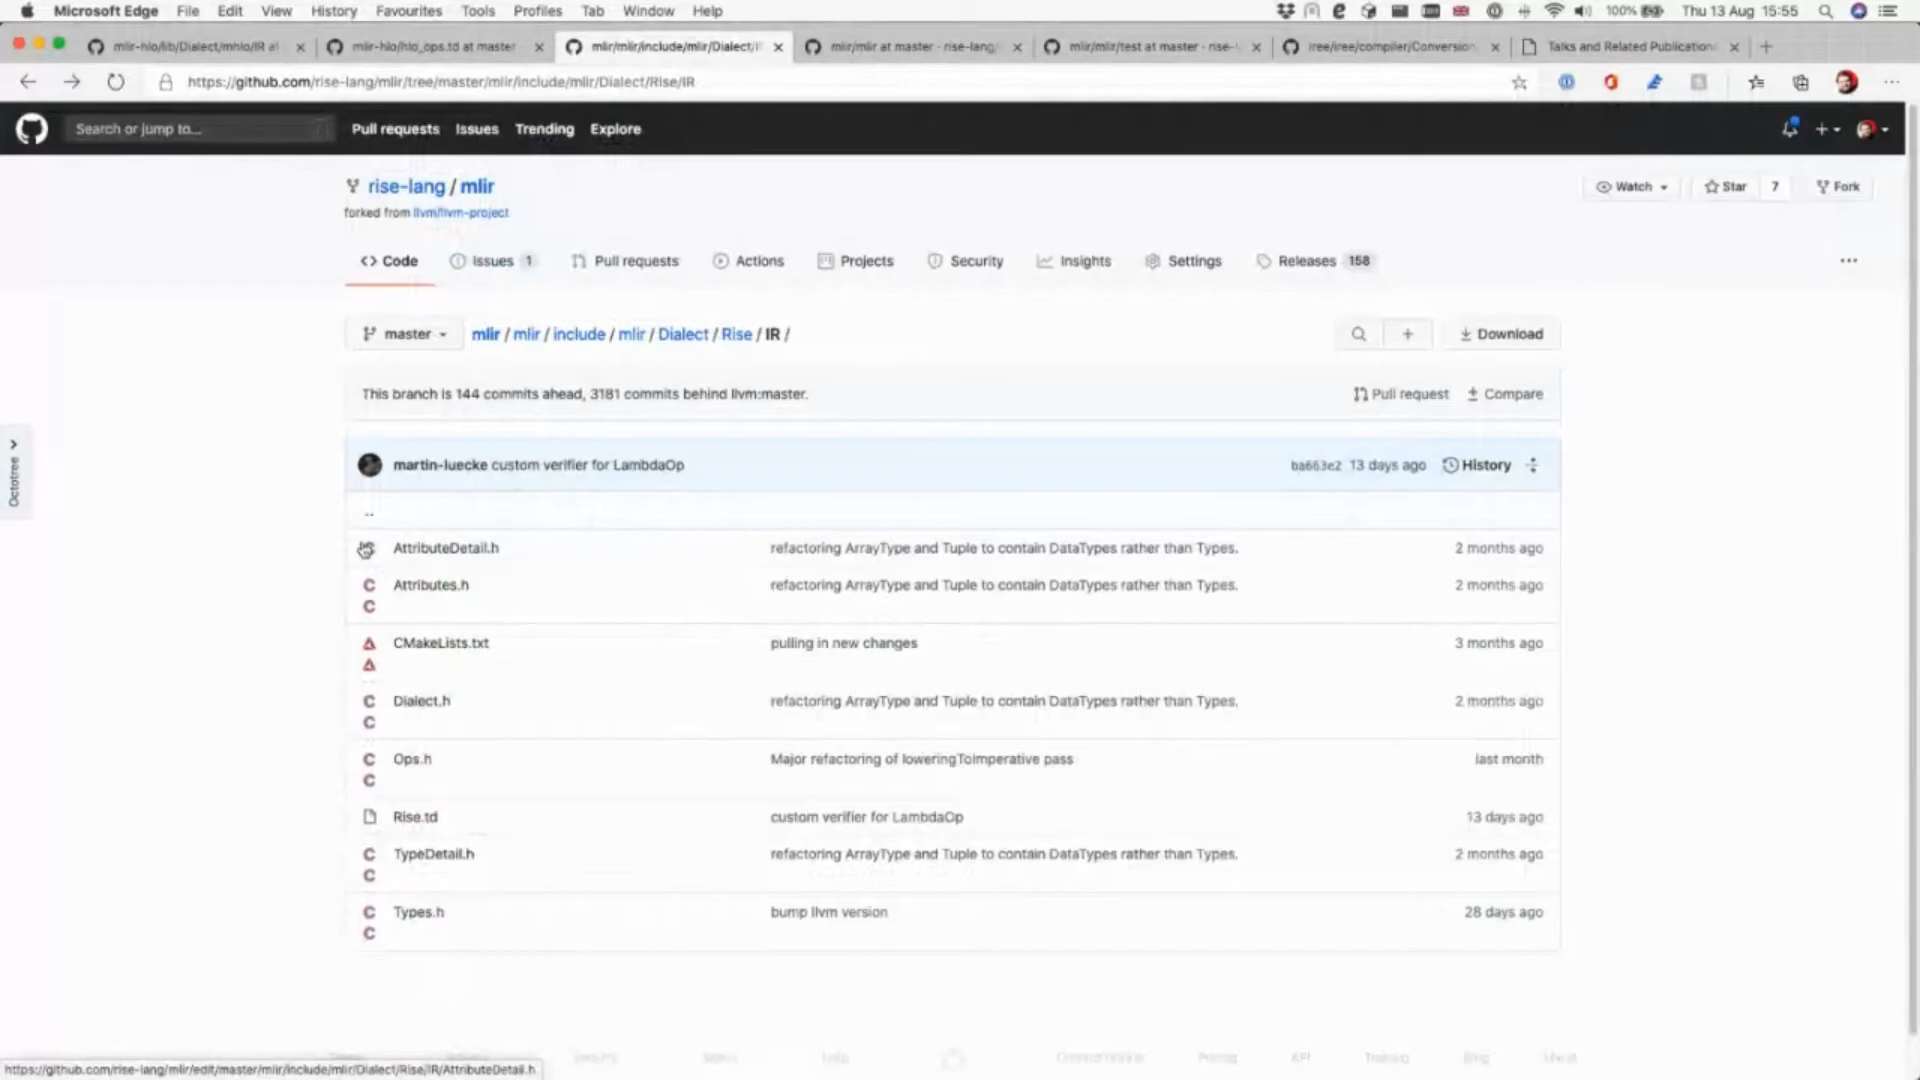 Microsoft Edge File Edit View History Favourites Tools Profiles Tab Window Help 100% Thu 13 Aug 15:55
mlir-hlo/lib/Dialect/mhlo/IR at mlir-hlo/hlo_ops.td at master mlir/mlir/include/mlir/Dialect/ mlir/mlir at master · rise-lang/ mlir/mlir/test at master · rise- iree/iree/compiler/Conversion Talks and Related Publications
https://github.com/rise-lang/mlir/tree/master/mlir/include/mlir/Dialect/Rise/IR
Search or jump to... / Pull requests Issues Trending Explore
rise-lang / mlir Watch Star 7 Fork
forked from llvm/llvm-project
<> Code Issues 1 Pull requests Actions Projects Security Insights Settings Releases 158 ...
master mlir / mlir / include / mlir / Dialect / Rise / IR / + Download
This branch is 144 commits ahead, 3181 commits behind llvm:master. Pull request Compare
Octotree
martin-luecke custom verifier for LambdaOp ba663e2 13 days ago History
..
AttributeDetail.h refactoring ArrayType and Tuple to contain DataTypes rather than Types. 2 months ago
C Attributes.h refactoring ArrayType and Tuple to contain DataTypes rather than Types. 2 months ago
C
CMakeLists.txt pulling in new changes 3 months ago
C Dialect.h refactoring ArrayType and Tuple to contain DataTypes rather than Types. 2 months ago
C
C Ops.h Major refactoring of loweringToImperative pass last month
C
Rise.td custom verifier for LambdaOp 13 days ago
C TypeDetail.h refactoring ArrayType and Tuple to contain DataTypes rather than Types. 2 months ago
C
C Types.h bump llvm version 28 days ago
C
Security Status Help Contact GitHub Pricing API Training Blog About
https://github.com/rise-lang/mlir/edit/master/mlir/include/mlir/Dialect/Rise/IR/AttributeDetail.h